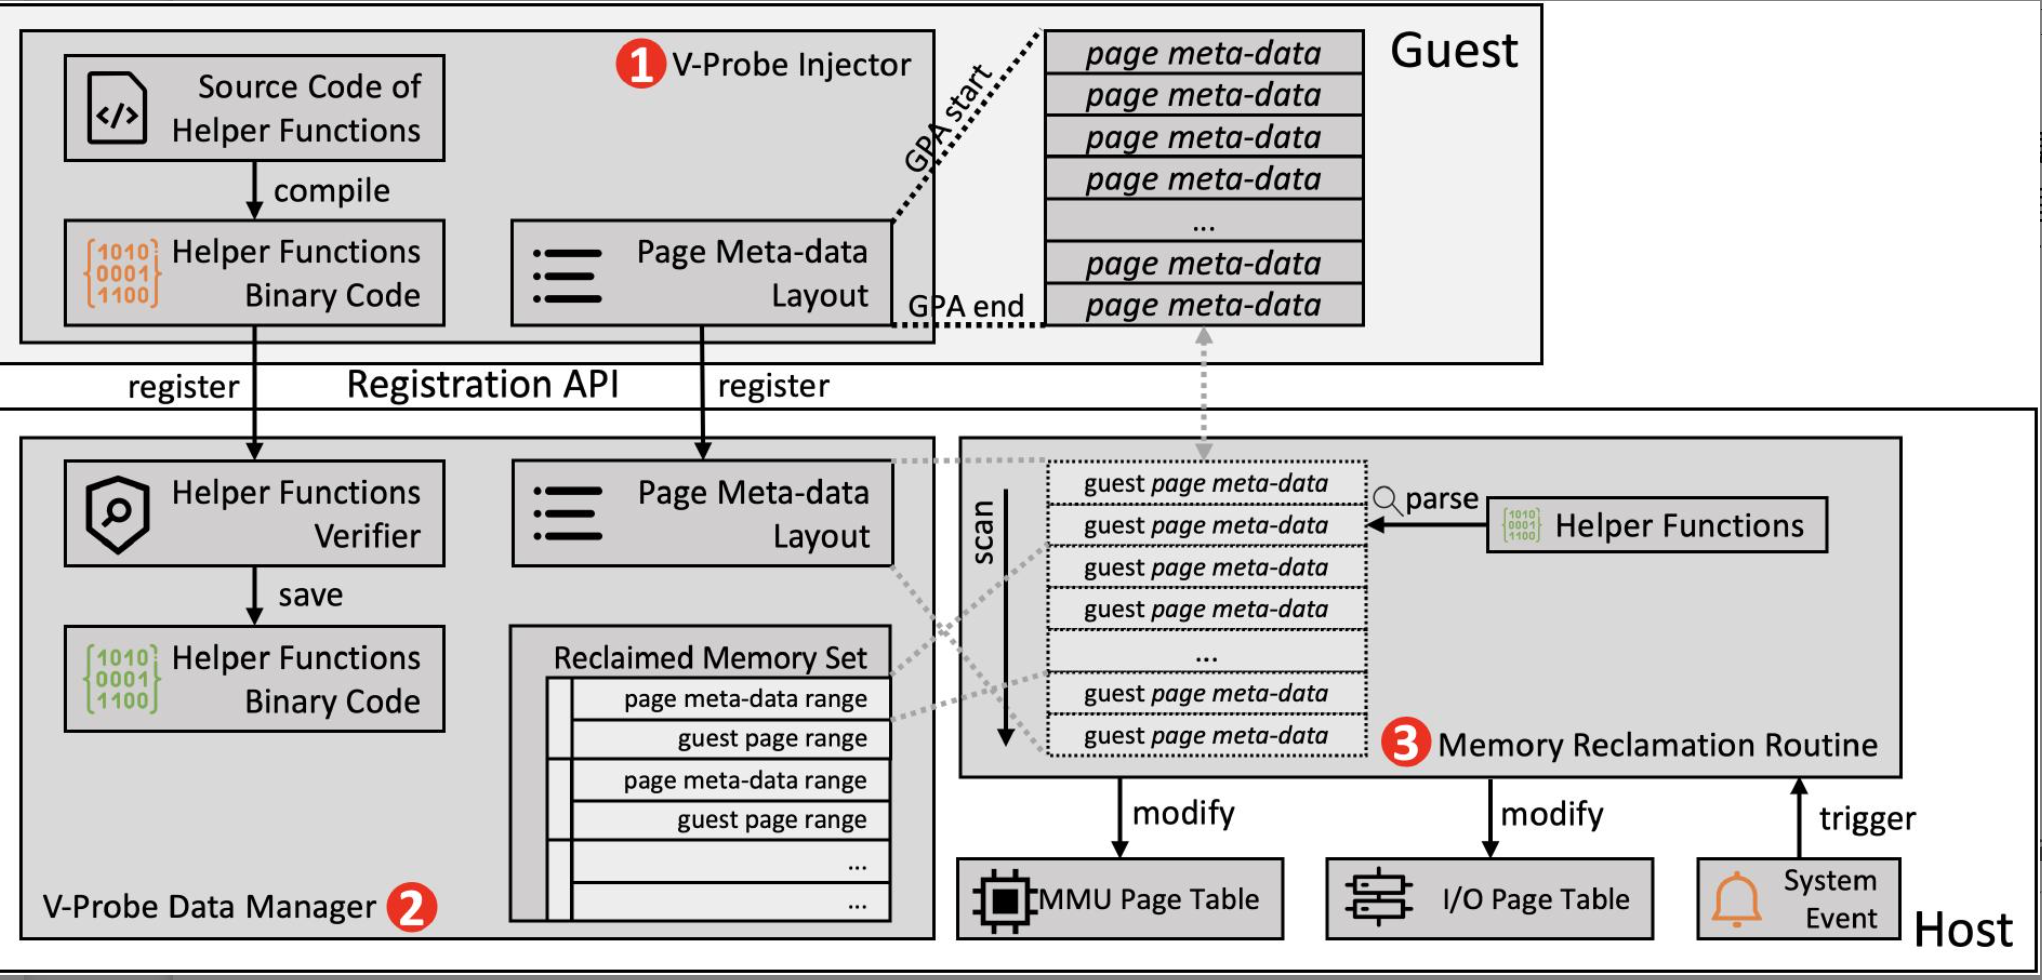 Source Code of
Helper Functions
compile
{1010}
{0001}
{1100}
Helper Functions
Binary Code
1 V-Probe Injector
Page Meta-data
Layout
GPA start
GPA end
page meta-data
page meta-data
page meta-data
page meta-data
...
page meta-data
page meta-data
Guest
register
Registration API
register
Helper Functions
Verifier
save
{1010}
{0001}
{1100}
Helper Functions
Binary Code
Page Meta-data
Layout
Reclaimed Memory Set
page meta-data range
guest page range
page meta-data range
guest page range
...
...
V-Probe Data Manager 2
scan
guest page meta-data
guest page meta-data
guest page meta-data
guest page meta-data
...
guest page meta-data
guest page meta-data
parse
{1010}
{0001}
{1100}
Helper Functions
3 Memory Reclamation Routine
modify
modify
trigger
MMU Page Table
I/O Page Table
System
Event
Host